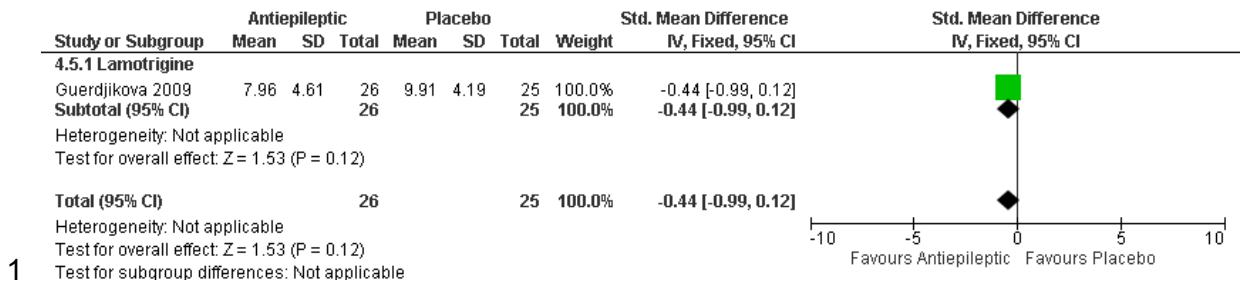 Antiepileptic Placebo Std. Mean Difference Std. Mean Difference
Study or Subgroup Mean SD Total Mean SD Total Weight IV, Fixed, 95% CI IV, Fixed, 95% CI
4.5.1 Lamotrigine
Guerdjikova 2009 7.96 4.61 26 9.91 4.19 25 100.0% -0.44 [-0.99, 0.12]
Subtotal (95% CI) 26 25 100.0% -0.44 [-0.99, 0.12]
Heterogeneity: Not applicable
Test for overall effect: Z = 1.53 (P = 0.12)
Total (95% CI) 26 25 100.0% -0.44 [-0.99, 0.12]
Heterogeneity: Not applicable
-10 -5 0 5 10
Test for overall effect: Z = 1.53 (P = 0.12)
Favours Antiepileptic Favours Placebo
1 Test for subgroup differences: Not applicable